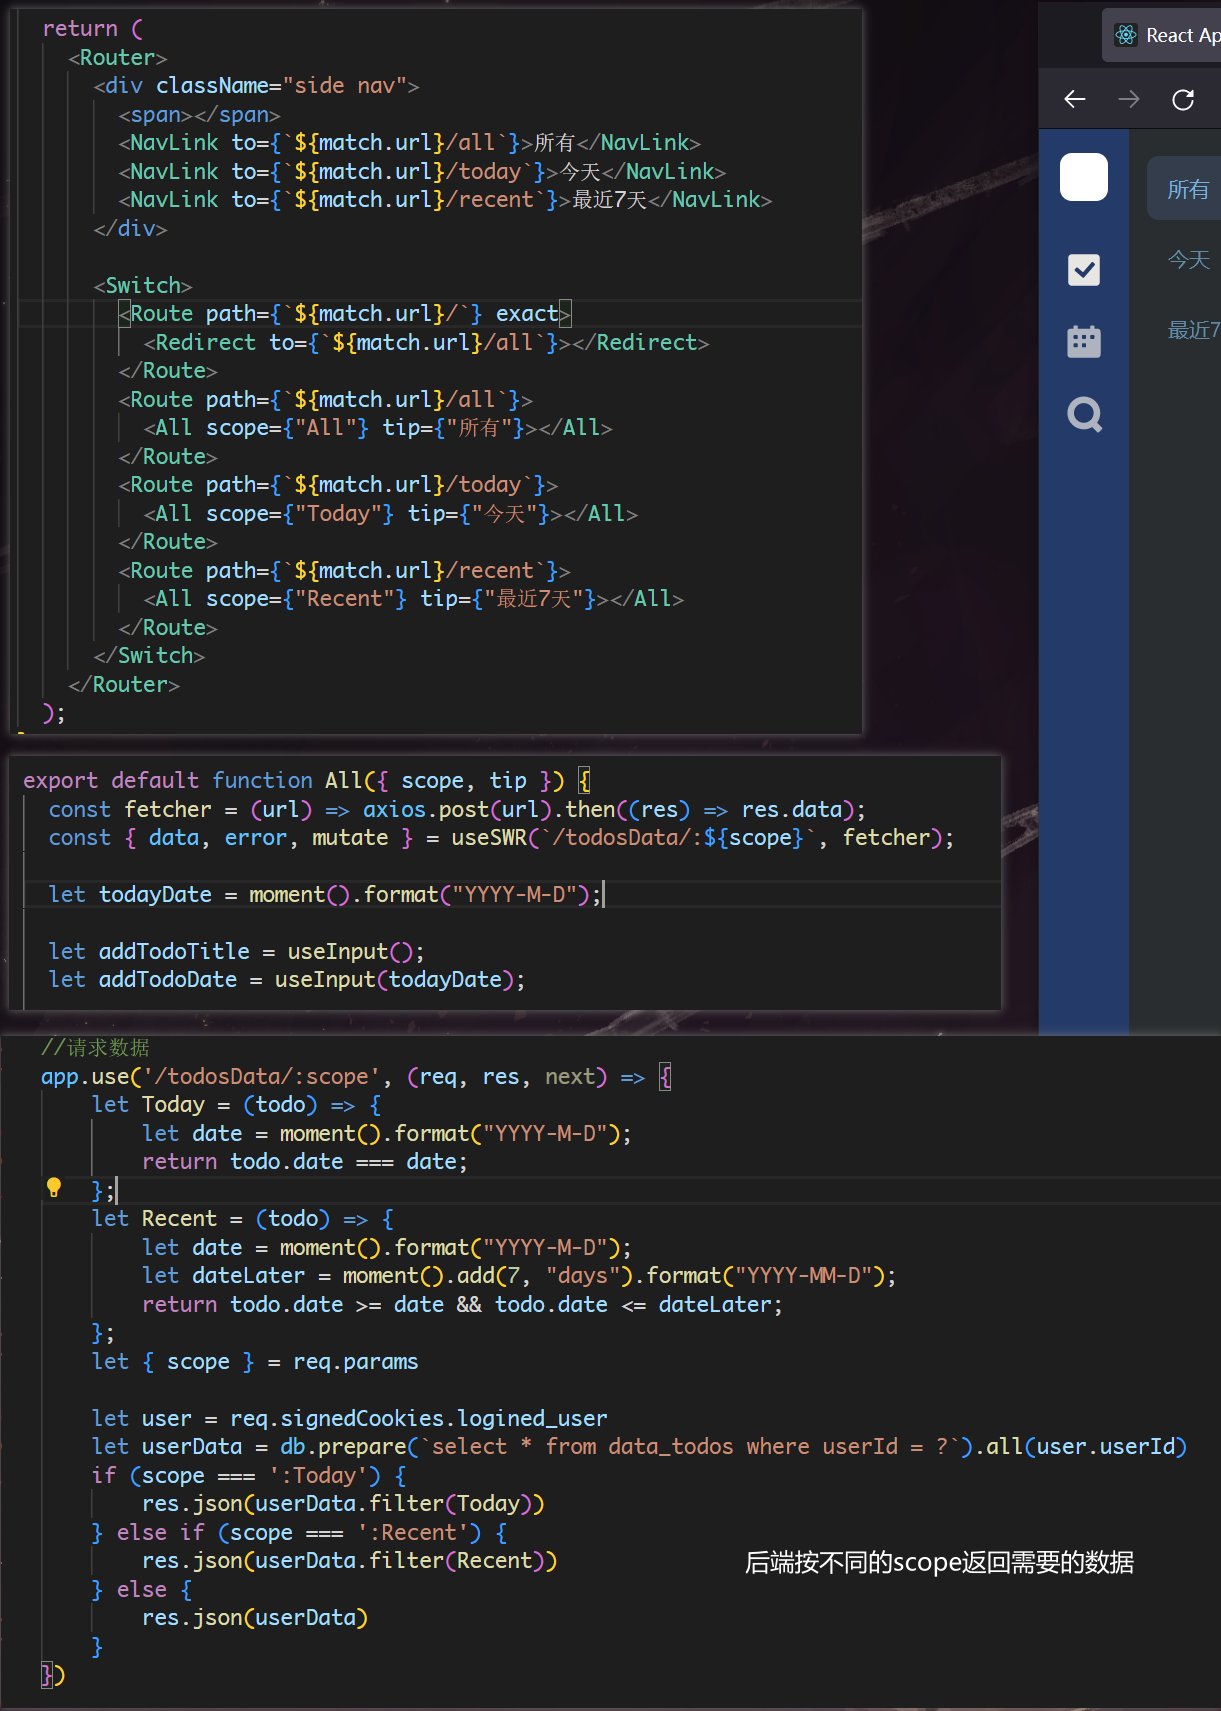 return (
<Router>
<div className="side nav">
<span></span>
<NavLink to={`${match.url}/all`}>所有</NavLink>
<NavLink to={`${match.url}/today`}>今天</NavLink>
<NavLink to={`${match.url}/recent`}>最近7天</NavLink>
</div>
<Switch>
<Route path={`${match.url}/`} exact>
<Redirect to={`${match.url}/all`}></Redirect>
</Route>
<Route path={`${match.url}/all`}>
<All scope={"All"} tip={"所有"}></All>
</Route>
<Route path={`${match.url}/today`}>
<All scope={"Today"} tip={"今天"}></All>
</Route>
<Route path={`${match.url}/recent`}>
<All scope={"Recent"} tip={"最近7天"}></All>
</Route>
</Switch>
</Router>
);
React Ap
所有
今天
最近7
export default function All({ scope, tip }) {
const fetcher = (url) => axios.post(url).then((res) => res.data);
const { data, error, mutate } = useSWR(`/todosData/:${scope}`, fetcher);
let todayDate = moment().format("YYYY-M-D");
let addTodoTitle = useInput();
let addTodoDate = useInput(todayDate);
//请求数据
app.use('/todosData/:scope', (req, res, next) => {
let Today = (todo) => {
let date = moment().format("YYYY-M-D");
return todo.date === date;
};
let Recent = (todo) => {
let date = moment().format("YYYY-M-D");
let dateLater = moment().add(7, "days").format("YYYY-MM-D");
return todo.date >= date && todo.date <= dateLater;
};
let { scope } = req.params
let user = req.signedCookies.logined_user
let userData = db.prepare(`select * from data_todos where userId = ?`).all(user.userId)
if (scope === ':Today') {
res.json(userData.filter(Today))
} else if (scope === ':Recent') {
res.json(userData.filter(Recent))
} else {
res.json(userData)
}
})
后端按不同的scope返回需要的数据